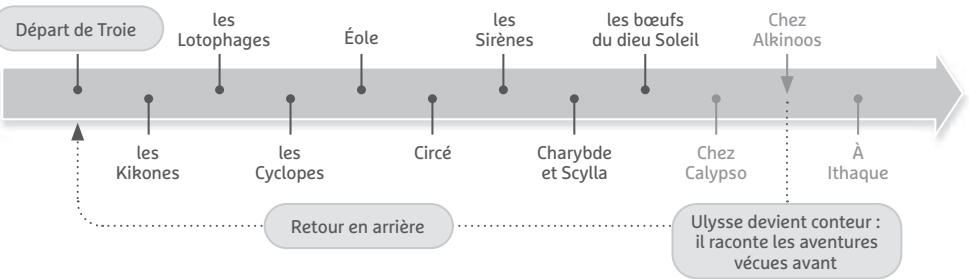 Départ de Troie
les
Lotophages
Éole
les
Sirènes
les bœufs
du dieu Soleil
Chez
Alkinoos
les
Kikones
les
Cyclopes
Circé
Charybde
et Scylla
Chez
Calypso
À
Ithaque
Retour en arrière
Ulysse devient conteur :
il raconte les aventures
vécues avant